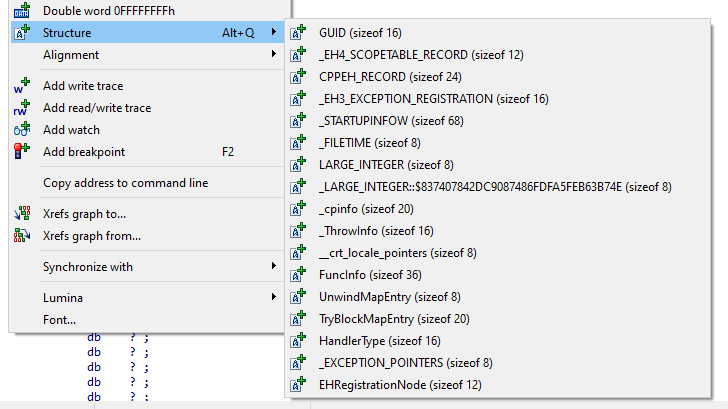 Double word 0FFFFFFFFh
Structure Alt+Q
Alignment
Add write trace
Add read/write trace
Add watch
Add breakpoint F2
Copy address to command line
Xrefs graph to...
Xrefs graph from...
Synchronize with
Lumina
Font...
db ? ;
db ? ;
db ? ;
db ? ;
GUID (sizeof 16)
_EH4_SCOPETABLE_RECORD (sizeof 12)
CPPEH_RECORD (sizeof 24)
_EH3_EXCEPTION_REGISTRATION (sizeof 16)
_STARTUPINFOW (sizeof 68)
_FILETIME (sizeof 8)
LARGE_INTEGER (sizeof 8)
_LARGE_INTEGER::$837407842DC9087486FDFA5FEB63B74E (sizeof 8)
_cpinfo (sizeof 20)
_ThrowInfo (sizeof 16)
__crt_locale_pointers (sizeof 8)
FuncInfo (sizeof 36)
UnwindMapEntry (sizeof 8)
TryBlockMapEntry (sizeof 20)
HandlerType (sizeof 16)
_EXCEPTION_POINTERS (sizeof 8)
EHRegistrationNode (sizeof 12)